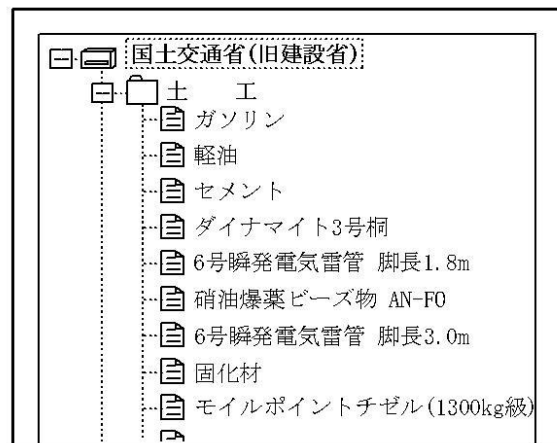 国土交通省(旧建設省)
土　工
ガソリン
軽油
セメント
ダイナマイト3号桐
6号瞬発電気雷管 脚長1.8m
硝油爆薬ビーズ物 AN-FO
6号瞬発電気雷管 脚長3.0m
固化材
モイルポイントチゼル(1300kg級)